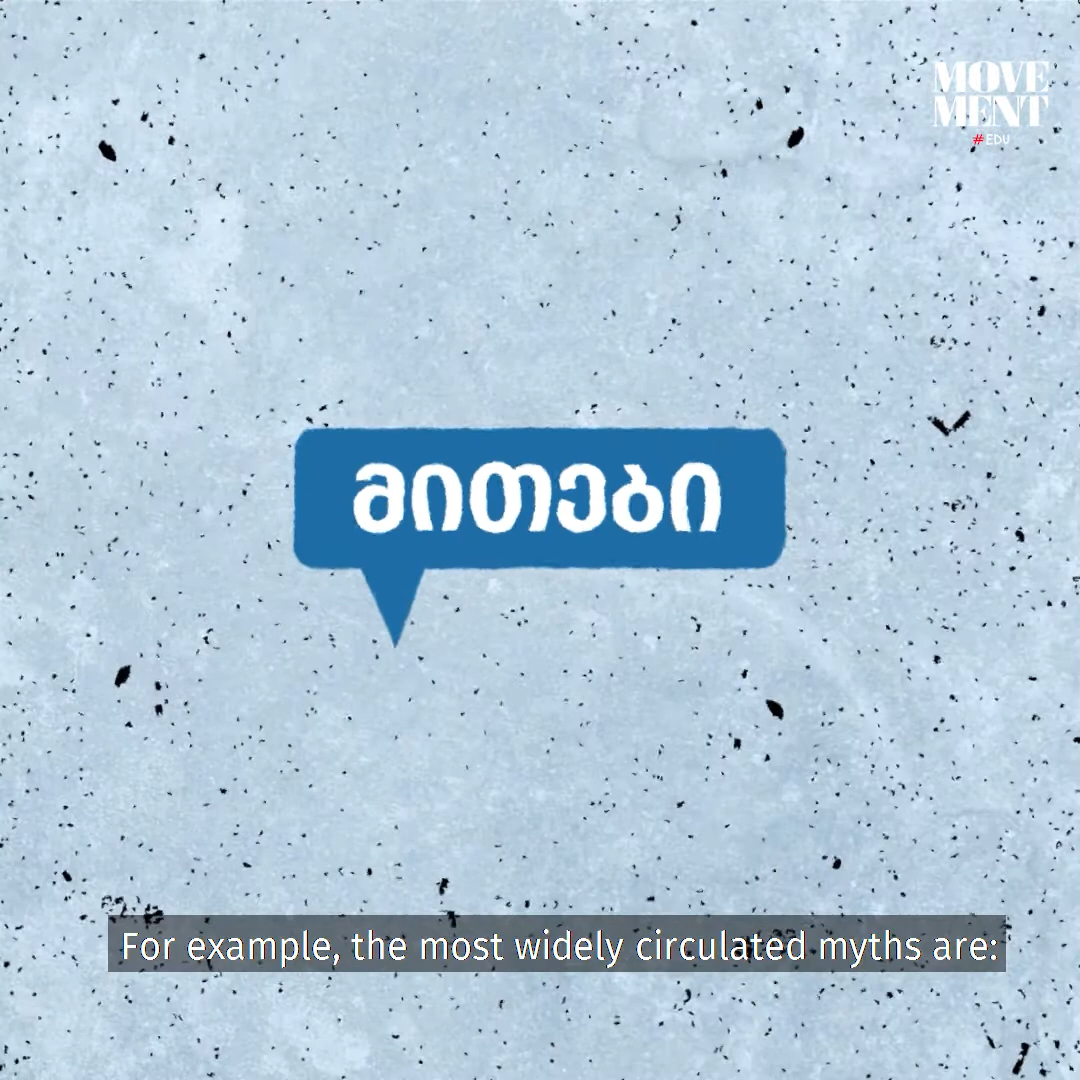 MOVE
MENT
#EDU
მითები
For example, the most widely circulated myths are: